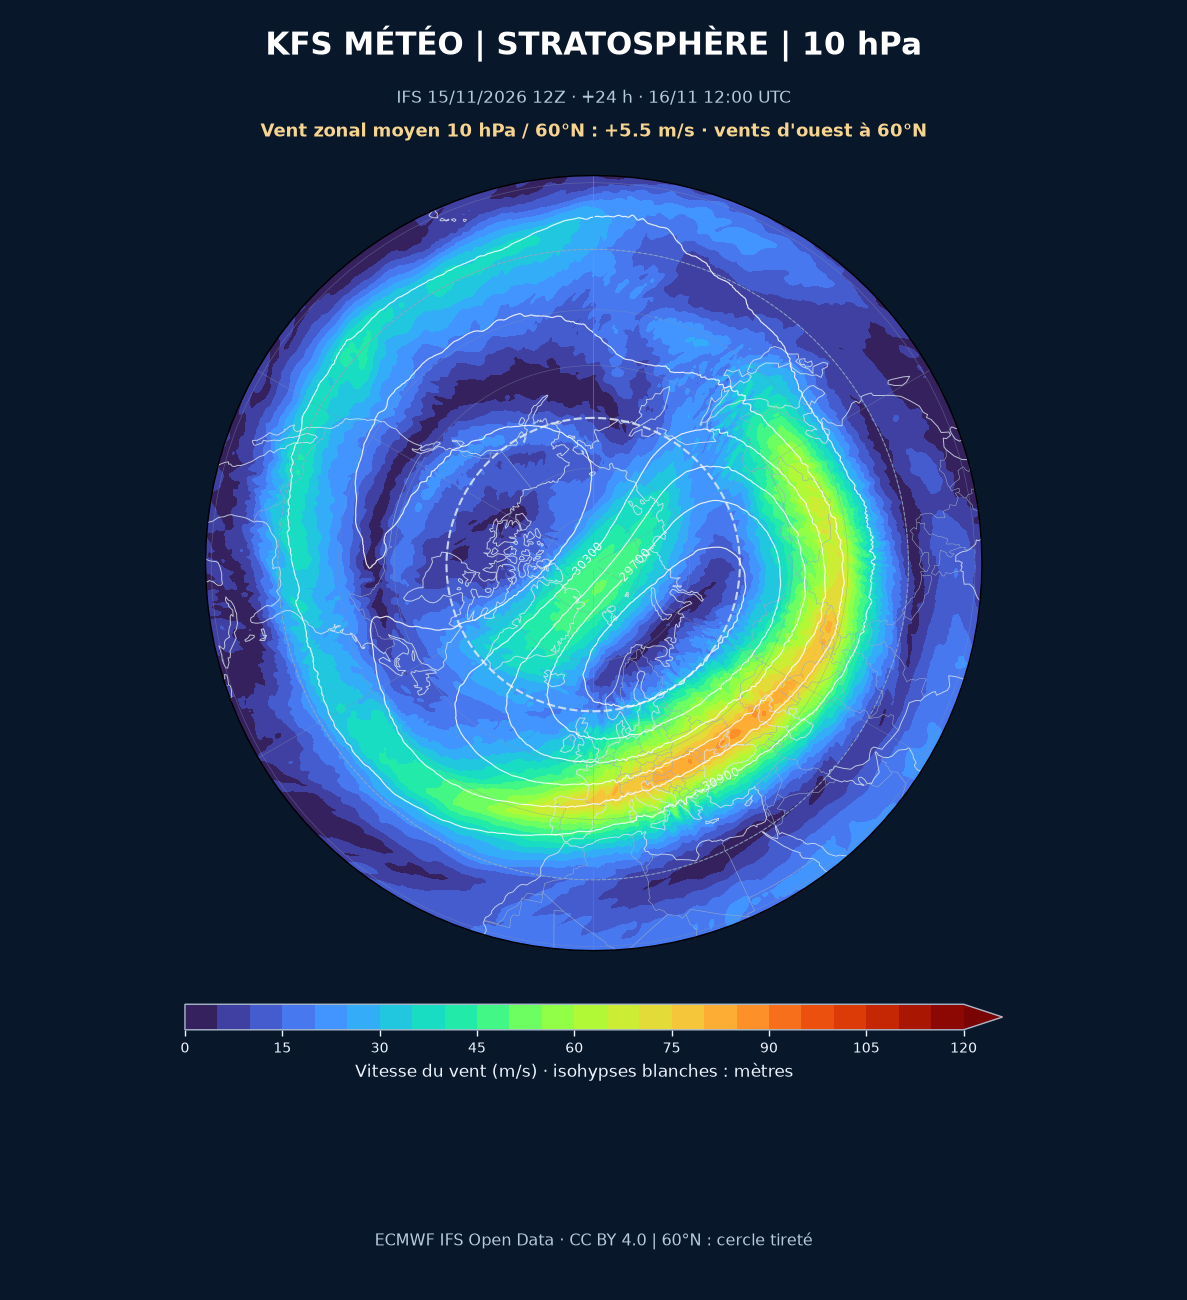 KFS MÉTÉO | STRATOSPHÈRE | 10 hPa
IFS 15/11/2026 12Z · +24 h · 16/11 12:00 UTC
Vent zonal moyen 10 hPa / 60°N : +5.5 m/s · vents d'ouest à 60°N
30300
29700
30900
0 15 30 45 60 75 90 105 120
Vitesse du vent (m/s) · isohypses blanches : mètres
ECMWF IFS Open Data · CC BY 4.0 | 60°N : cercle tireté